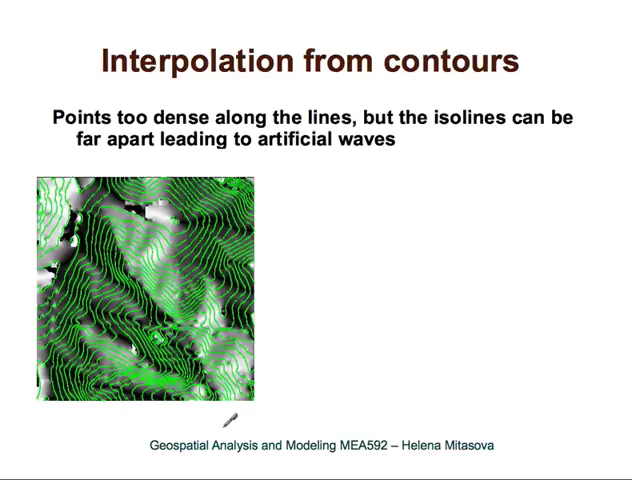 Interpolation from contours
Points too dense along the lines, but the isolines can be
far apart leading to artificial waves
Geospatial Analysis and Modeling MEA592 – Helena Mitasova